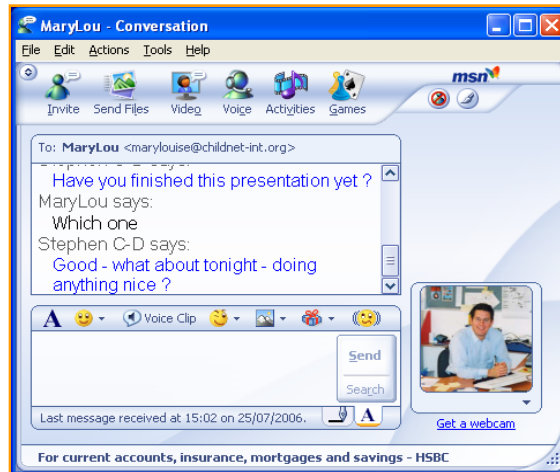 MaryLou - Conversation
File Edit Actions Tools Help
msn
Invite Send Files Video Voice Activities Games
To: MaryLou <marylouise@childnet-int.org>
Stephen C-D says:
Have you finished this presentation yet ?
MaryLou says:
Which one
Stephen C-D says:
Good - what about tonight - doing
anything nice ?
A Voice Clip
Send
Search
Last message received at 15:02 on 25/07/2006. A
Get a webcam
For current accounts, insurance, mortgages and savings - HSBC